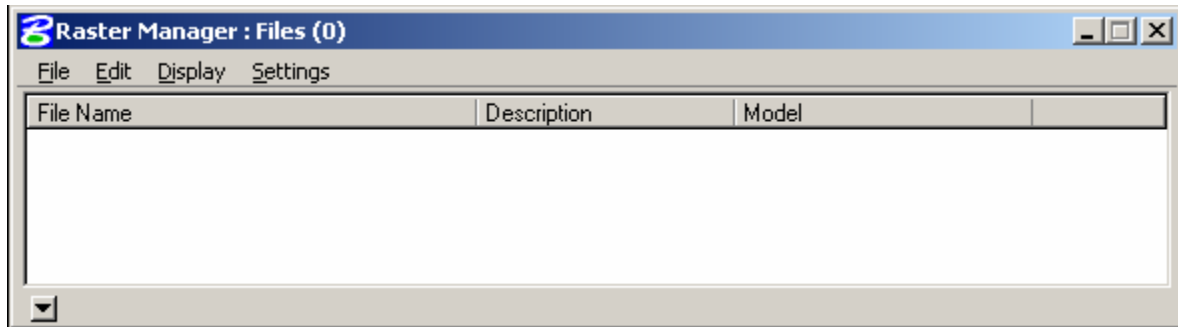 Raster Manager : Files (0)
File Edit Display Settings
File Name Description Model